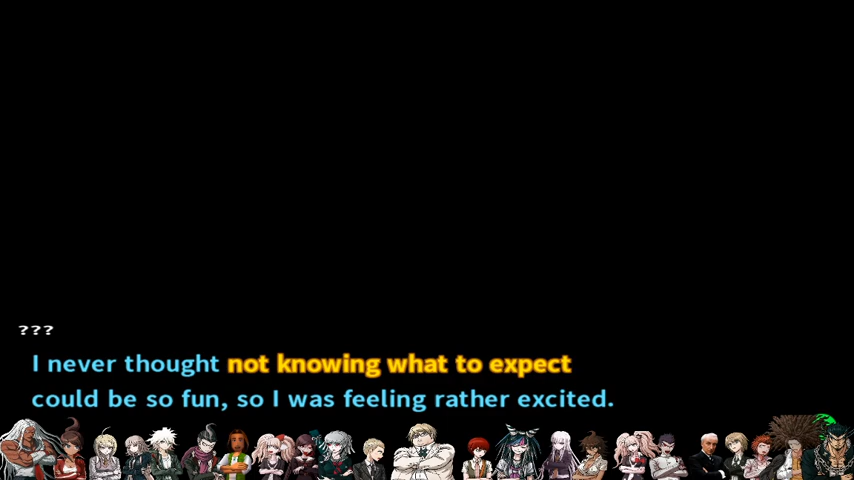 ???
I never thought not knowing what to expect
could be so fun, so I was feeling rather excited.